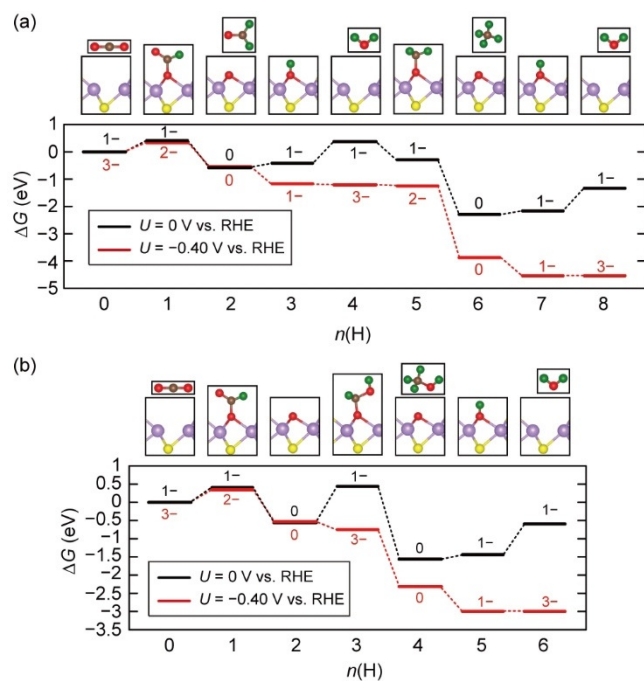 (a)
1
0
−1
−2
−3
−4
−5
ΔG (eV)
1− 1− 0 1− 1− 1− 0 1− 1−
3− 2− 0 1− 3− 2− 0 1− 3−
U = 0 V vs. RHE
U = −0.40 V vs. RHE
0 1 2 3 4 5 6 7 8
n(H)
(b)
1
0.5
0
−0.5
−1
−1.5
−2
−2.5
−3
−3.5
ΔG (eV)
1− 1− 0 1− 0 1− 1−
3− 2− 0 3− 0 1− 3−
U = 0 V vs. RHE
U = −0.40 V vs. RHE
0 1 2 3 4 5 6
n(H)